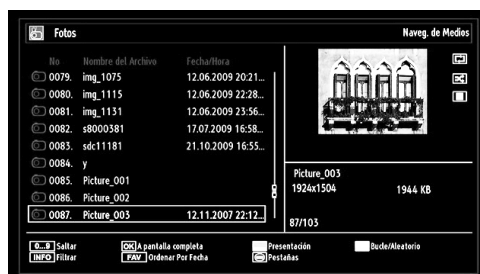 Fotos
Naveg. de Medios
No Nombre del Archivo Fecha/Hora
0079. img_1075 12.06.2009 20:21...
0080. img_1115 12.06.2009 22:28...
0081. img_1131 12.06.2009 23:56...
0082. s8000381 17.07.2009 16:58...
0083. sdc11181 21.10.2009 16:55...
0084. y
0085. Picture_001
0086. Picture_002
0087. Picture_003 12.11.2007 22:12...
Picture_003
1924x1504 1944 KB
87/103
0...9 Saltar OK A pantalla completa Presentación Bucle/Aleatorio
INFO Filtrar FAV Ordenar Por Fecha Pestañas